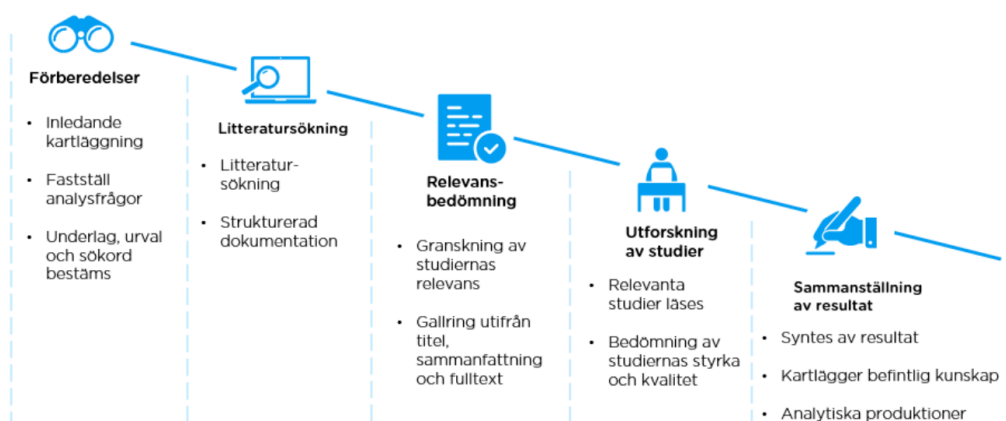 Förberedelser
• Inledande
kartläggning
• Fastställ
analysfrågor
• Underlag, urval
och sökord
bestäms
Litteratursökning
• Litteratur-
sökning
• Strukturerad
dokumentation
Relevans-
bedömning
• Granskning av
studiernas
relevans
• Gallring utifrån
titel,
sammanfattning
och fulltext
Utforskning
av studier
• Relevanta
studier läses
• Bedömning av
studiernas styrka
och kvalitet
Sammanställning
av resultat
• Syntes av resultat
• Kartlägger befintlig kunskap
• Analytiska produktioner